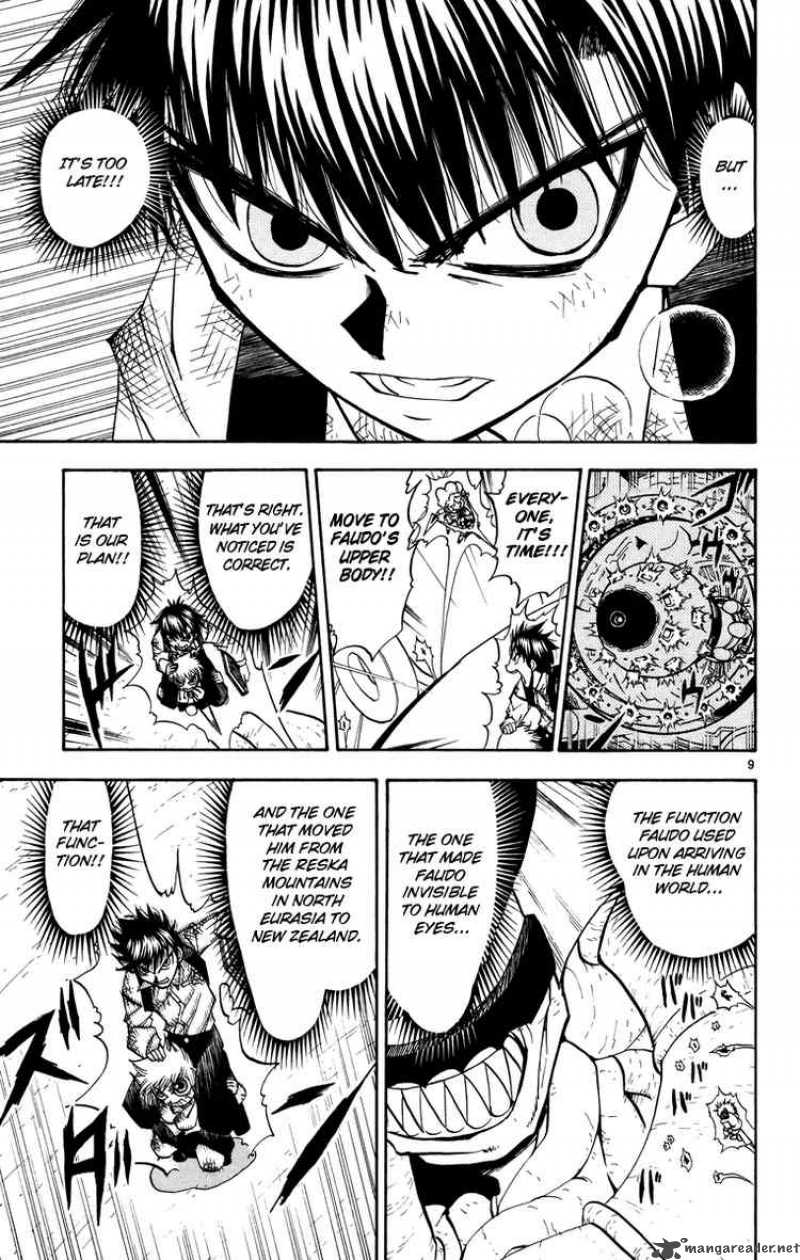 BUT
...
IT'S TOO
LATE!!!
EVERY-
ONE,
IT'S
TIME!!!
MOVE TO
FAUDO'S
UPPER
BODY!!
THAT'S RIGHT.
WHAT YOU'VE
NOTICED IS
CORRECT.
THAT
IS OUR
PLAN!!
ド
9
THE FUNCTION
FAUDO USED
UPON ARRIVING
IN THE HUMAN
WORLD...
THE ONE
THAT MADE
FAUDO
INVISIBLE
TO HUMAN
EYES...
AND THE ONE
THAT MOVED
HIM FROM
THE RESKA
MOUNTAINS
IN NORTH
EURASIA TO
NEW ZEALAND.
THAT
FUNC-
TION!!
ズ
mangareader.net